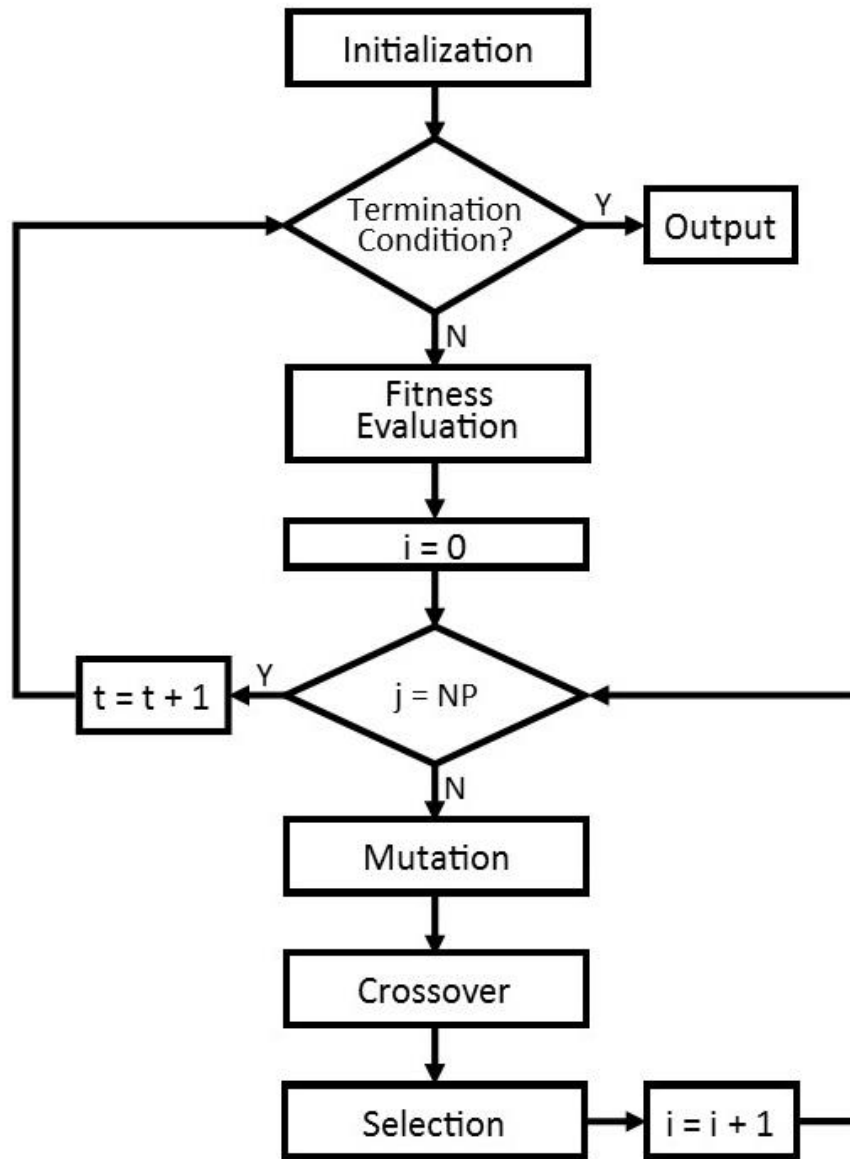 Initialization
Termination
Condition?
Y
Output
N
Fitness
Evaluation
i = 0
t = t + 1
Y
j = NP
N
Mutation
Crossover
Selection
i = i + 1